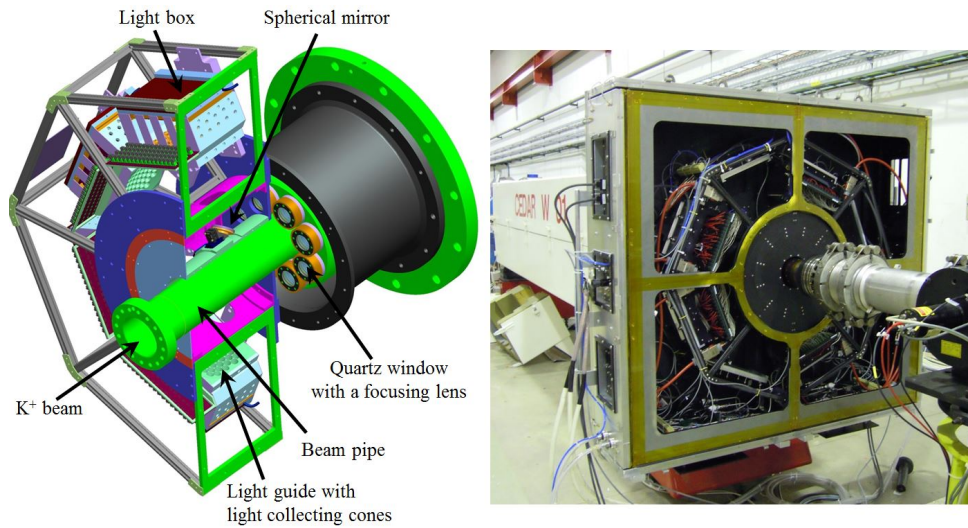 Light box
Spherical mirror
CEDAR W 01
Quartz window
with a focusing lens
K+ beam
Beam pipe
Light guide with
light collecting cones